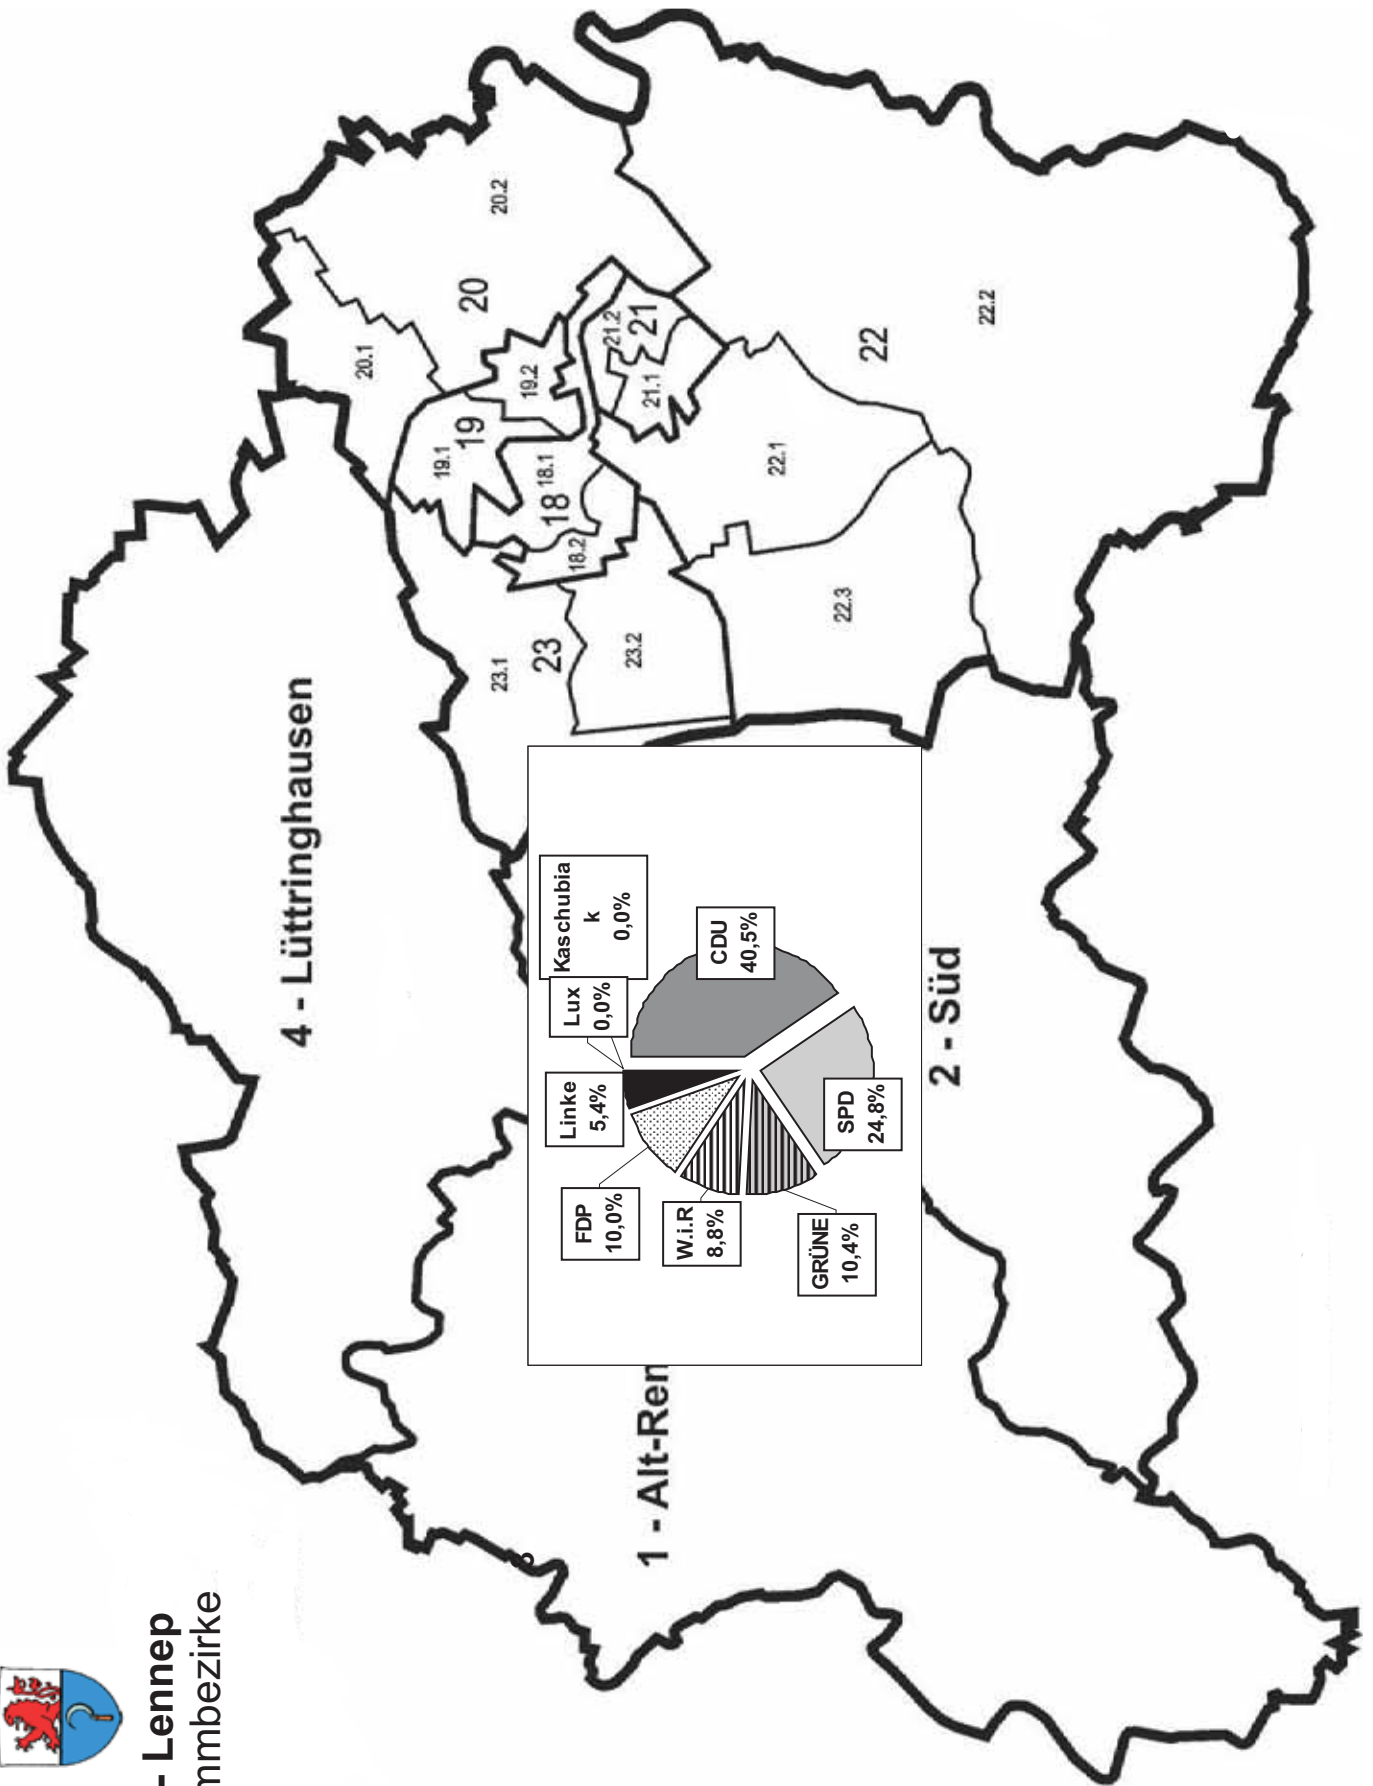 - Lennep
mmbezirke
4 - Lüttringhausen
20.1
19.1
19
20
20.2
23.1
19.2
18.1
18
23
18.2
21.2
21
23.2
21.1
1 - Alt-Ren
22.1
22.3
22
22.2
2 - Süd
Kaschubia
k
0,0%
Lux
0,0%
Linke
5,4%
FDP
10,0%
W.i.R
8,8%
CDU
40,5%
GRÜNE
10,4%
SPD
24,8%